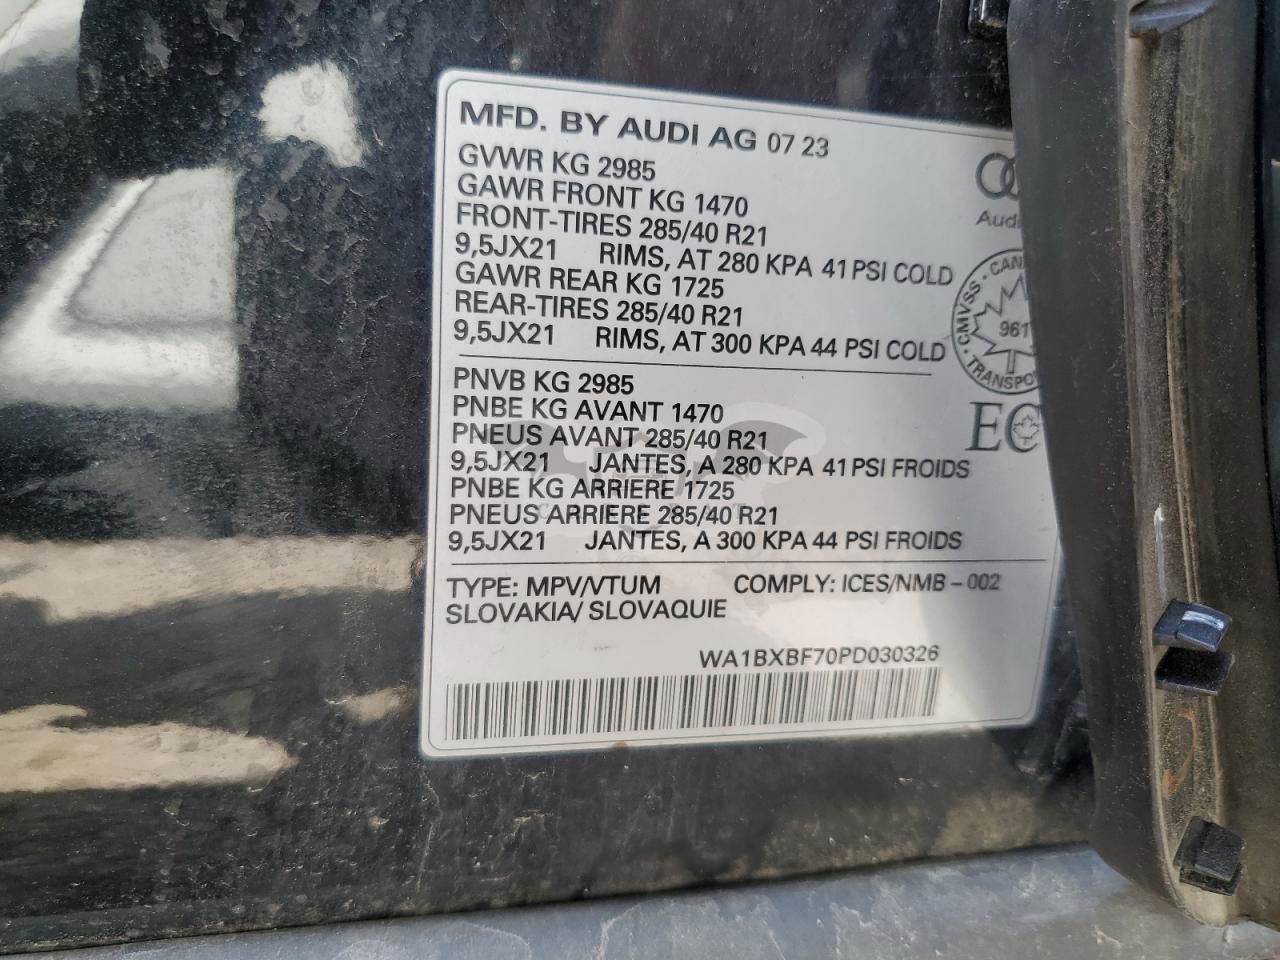 MFD. BY AUDI AG 07 23
GVWR KG 2985
GAWR FRONT KG 1470
FRONT-TIRES 285/40 R21
9,5JX21 RIMS, AT 280 KPA 41 PSI COLD
GAWR REAR KG 1725
REAR-TIRES 285/40 R21
9,5JX21 RIMS, AT 300 KPA 44 PSI COLD
Audi
CMVSS
961
EC
PNVB KG 2985
PNBE KG AVANT 1470
PNEUS AVANT 285/40 R21
9,5JX21 JANTES, A 280 KPA 41 PSI FROIDS
PNBE KG ARRIERE 1725
PNEUS ARRIERE 285/40 R21
9,5JX21 JANTES, A 300 KPA 44 PSI FROIDS
TYPE: MPV/VTUM COMPLY: ICES/NMB - 002
SLOVAKIA/ SLOVAQUIE
WA1BXBF70PD030326